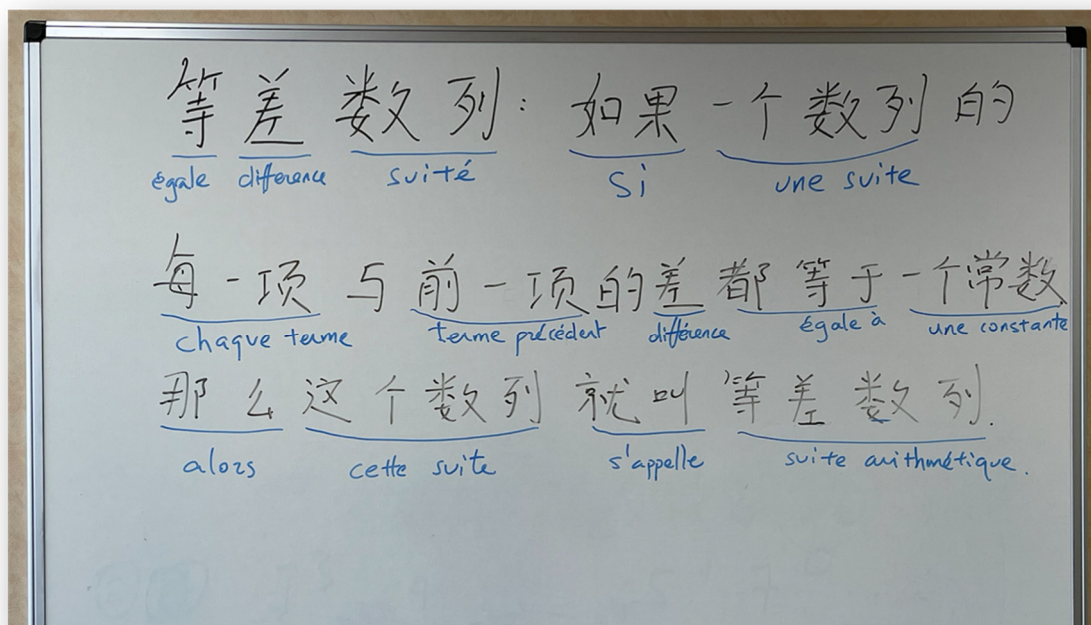 等差数列：如果一个数列的
égale différence suité si une suite
每一项与前一项的差都等于一个常数
chaque terme terme précédent différence égale à une constante
那么这个数列就叫等差数列.
alors cette suite s'appelle suite arithmétique.